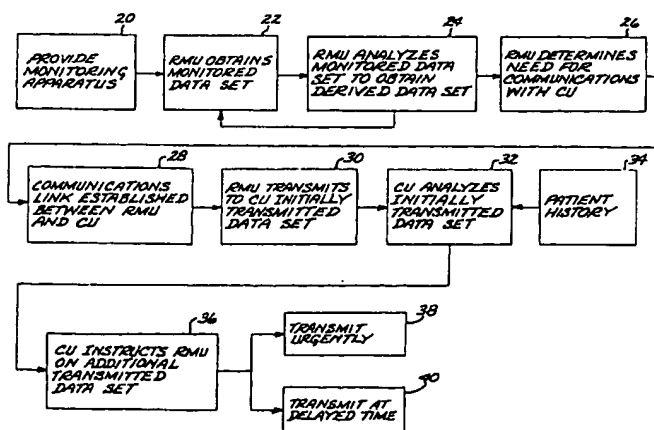 20
PROVIDE
MONITORING
APPARATUS
22
RMU OBTAINS
MONITORED
DATA SET
24
RMU ANALYZES
MONITORED DATA
SET TO OBTAIN
DERIVED DATA SET
26
RMU DETERMINES
NEED FOR
COMMUNICATIONS
WITH CU
28
COMMUNICATIONS
LINK ESTABLISHED
BETWEEN RMU
AND CU
30
RMU TRANSMITS
TO CU INITIALLY
TRANSMITTED
DATA SET
32
CU ANALYZES
INITIALLY
TRANSMITTED
DATA SET
34
PATIENT
HISTORY
36
CU INSTRUCTS RMU
ON ADDITIONAL
TRANSMITTED
DATA SET
38
TRANSMIT
URGENTLY
40
TRANSMIT AT
DELAYED TIME